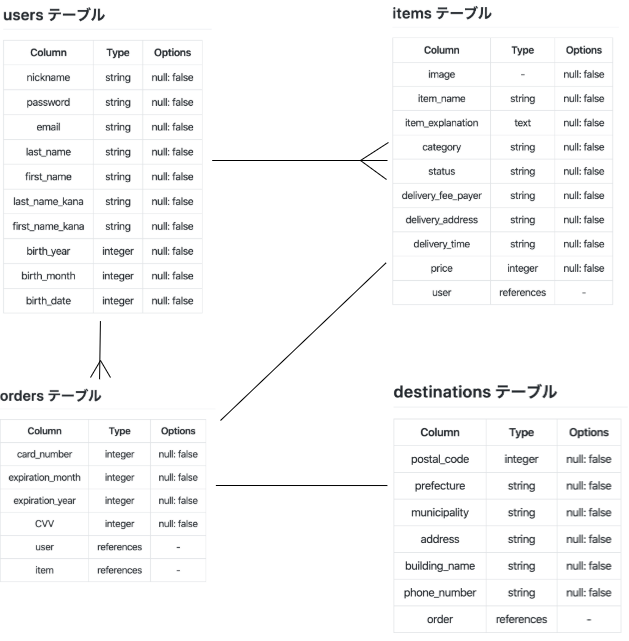 users テーブル
Column Type Options
nickname string null: false
password string null: false
email string null: false
last_name string null: false
first_name string null: false
last_name_kana string null: false
first_name_kana string null: false
birth_year integer null: false
birth_month integer null: false
birth_date integer null: false
items テーブル
Column Type Options
image - null: false
item_name string null: false
item_explanation text null: false
category string null: false
status string null: false
delivery_fee_payer string null: false
delivery_address string null: false
delivery_time string null: false
price integer null: false
user references -
orders テーブル
Column Type Options
card_number integer null: false
expiration_month integer null: false
expiration_year integer null: false
CVV integer null: false
user references -
item references -
destinations テーブル
Column Type Options
postal_code integer null: false
prefecture string null: false
municipality string null: false
address string null: false
building_name string null: false
phone_number string null: false
order references -